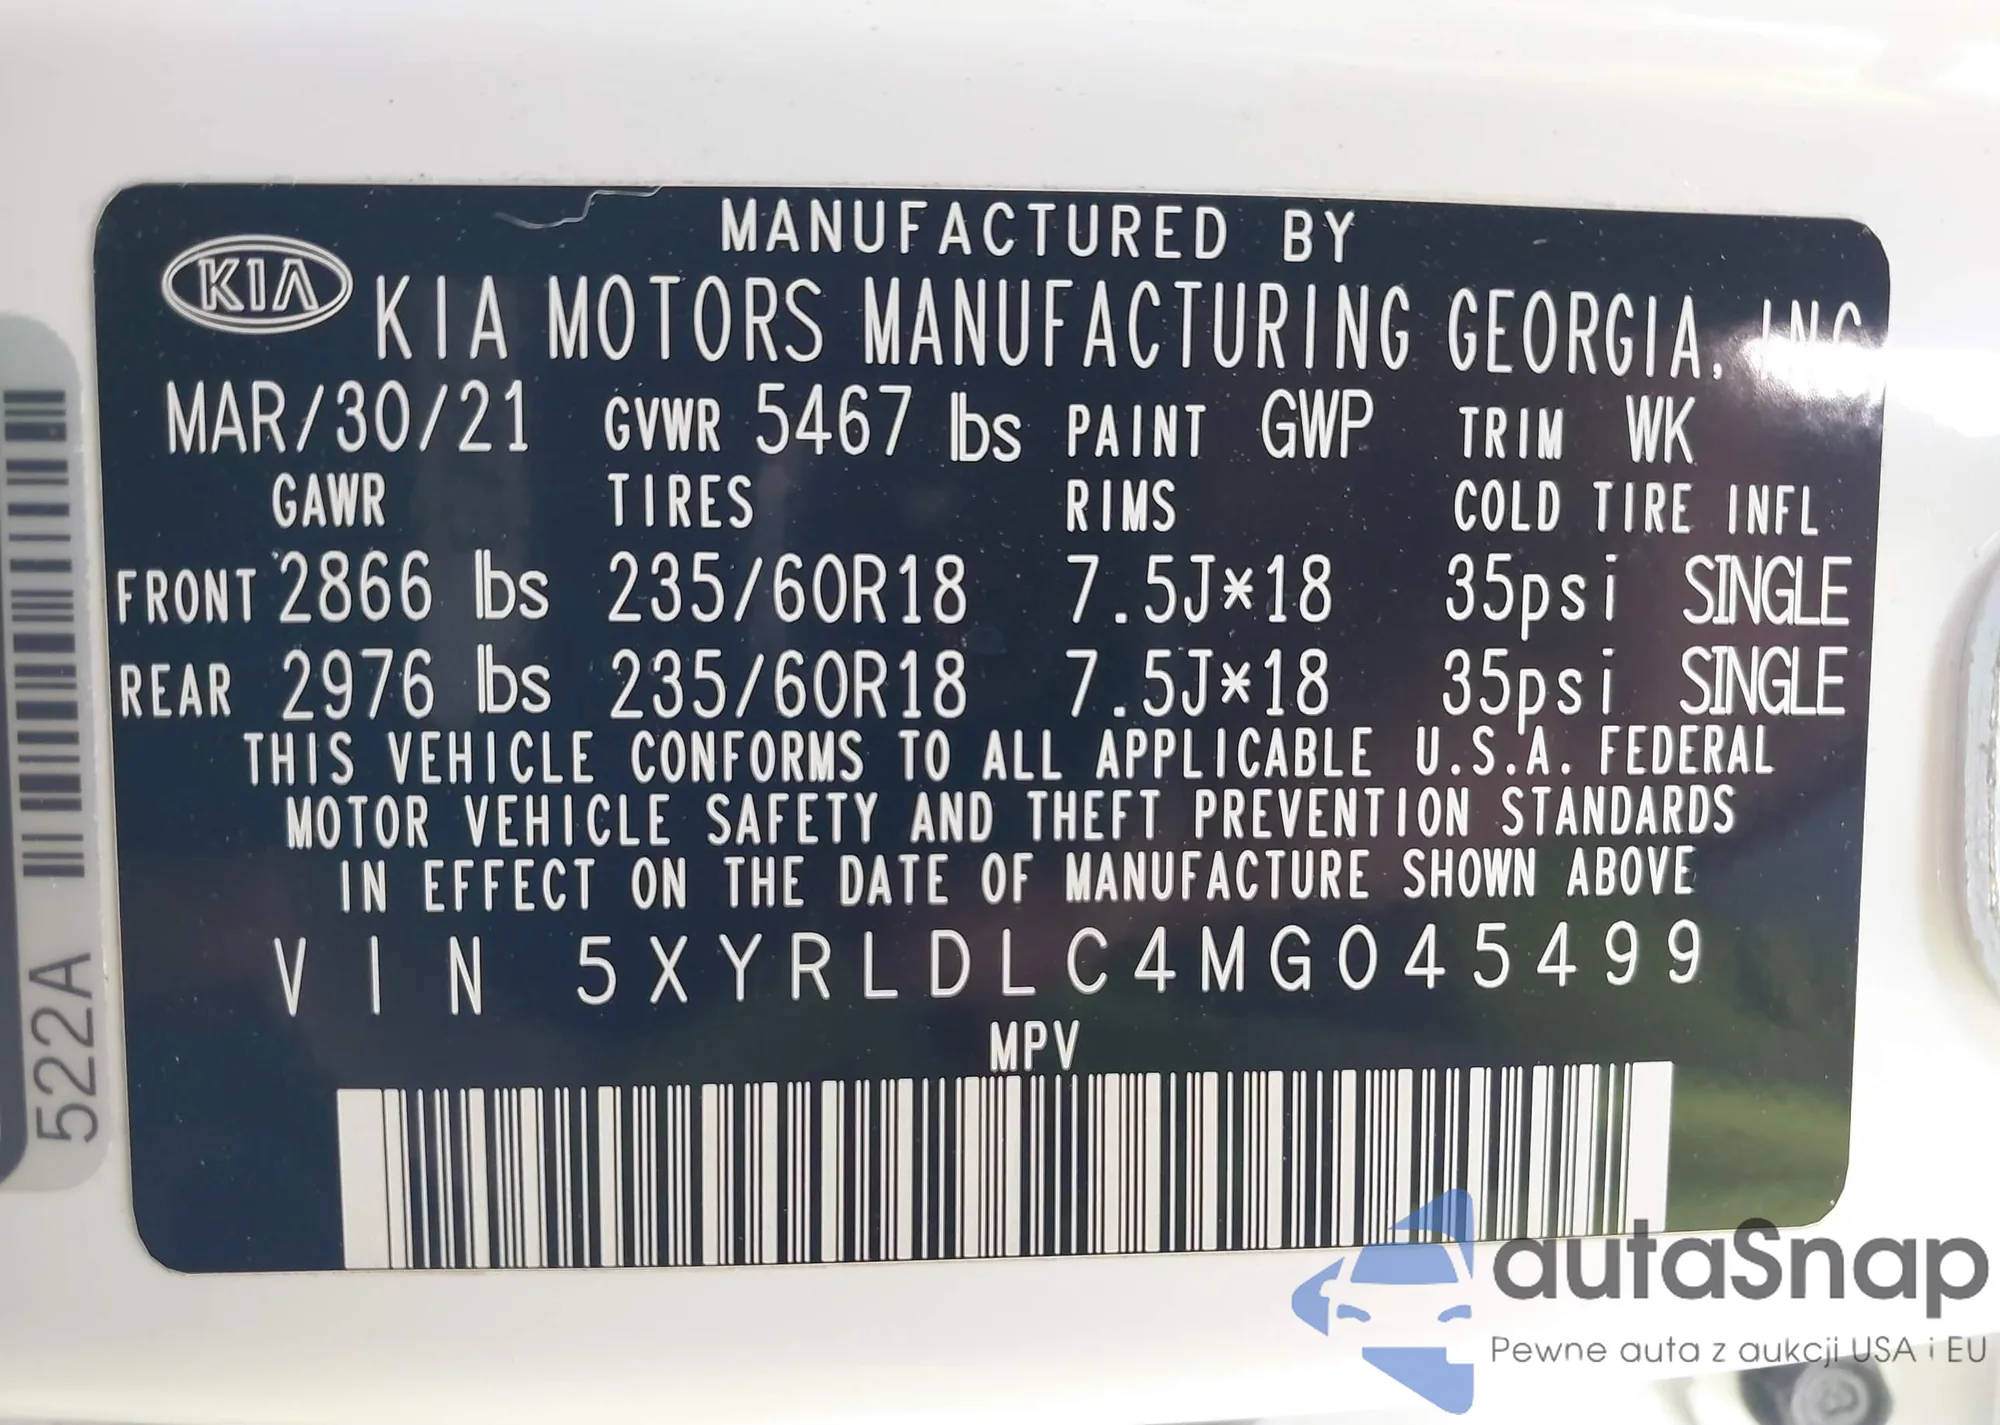 MANUFACTURED BY
KIA KIA MOTORS MANUFACTURING GEORGIA, INC
MAR/30/21 GVWR 5467 lbs PAINT GWP TRIM WK
GAWR TIRES RIMS COLD TIRE INFL
FRONT 2866 lbs 235/60R18 7.5J*18 35psi SINGLE
REAR 2976 lbs 235/60R18 7.5J*18 35psi SINGLE
THIS VEHICLE CONFORMS TO ALL APPLICABLE U.S.A. FEDERAL
MOTOR VEHICLE SAFETY AND THEFT PREVENTION STANDARDS
IN EFFECT ON THE DATE OF MANUFACTURE SHOWN ABOVE
VIN 5XYRLDLC4MG045499
MPV
522A
autaSnap
Pewne auta z aukcji USA i EU